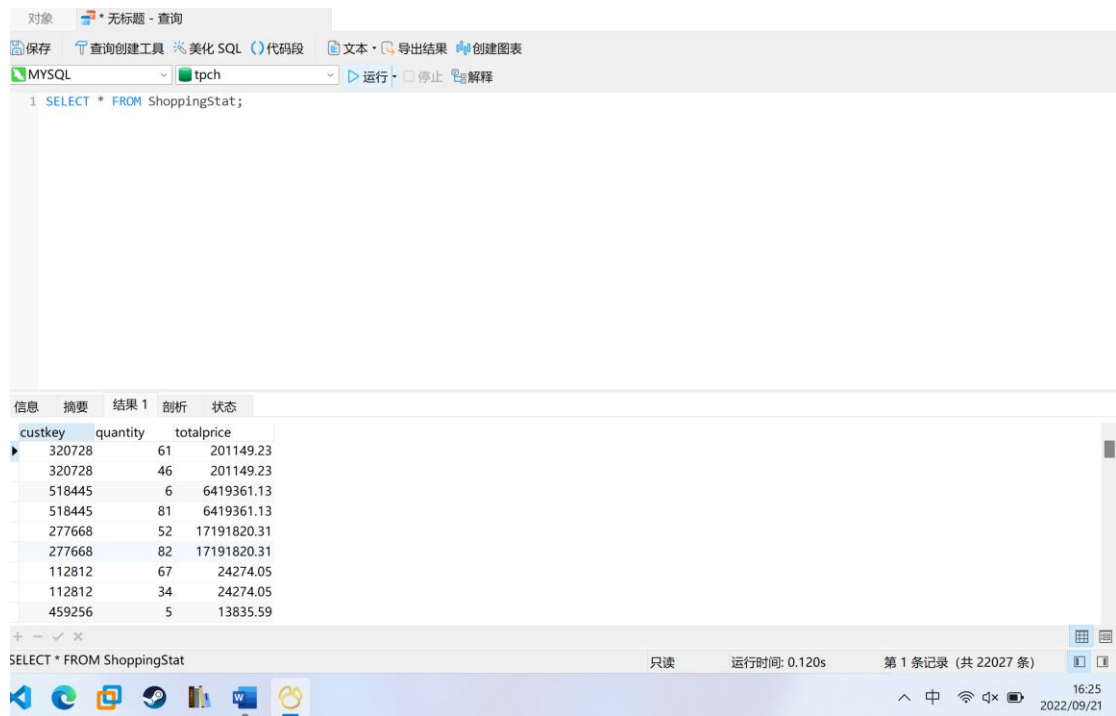 对象 * 无标题 - 查询
保存 查询创建工具 美化 SQL ()代码段 文本 · 导出结果 创建图表
MYSQL tpch 运行 · 停止 解释
1 SELECT * FROM ShoppingStat;
信息 摘要 结果 1 剖析 状态
custkey quantity totalprice
320728 61 201149.23
320728 46 201149.23
518445 6 6419361.13
518445 81 6419361.13
277668 52 17191820.31
277668 82 17191820.31
112812 67 24274.05
112812 34 24274.05
459256 5 13835.59
SELECT * FROM ShoppingStat 只读 运行时间: 0.120s 第 1 条记录 (共 22027 条)
中 16:25
2022/09/21